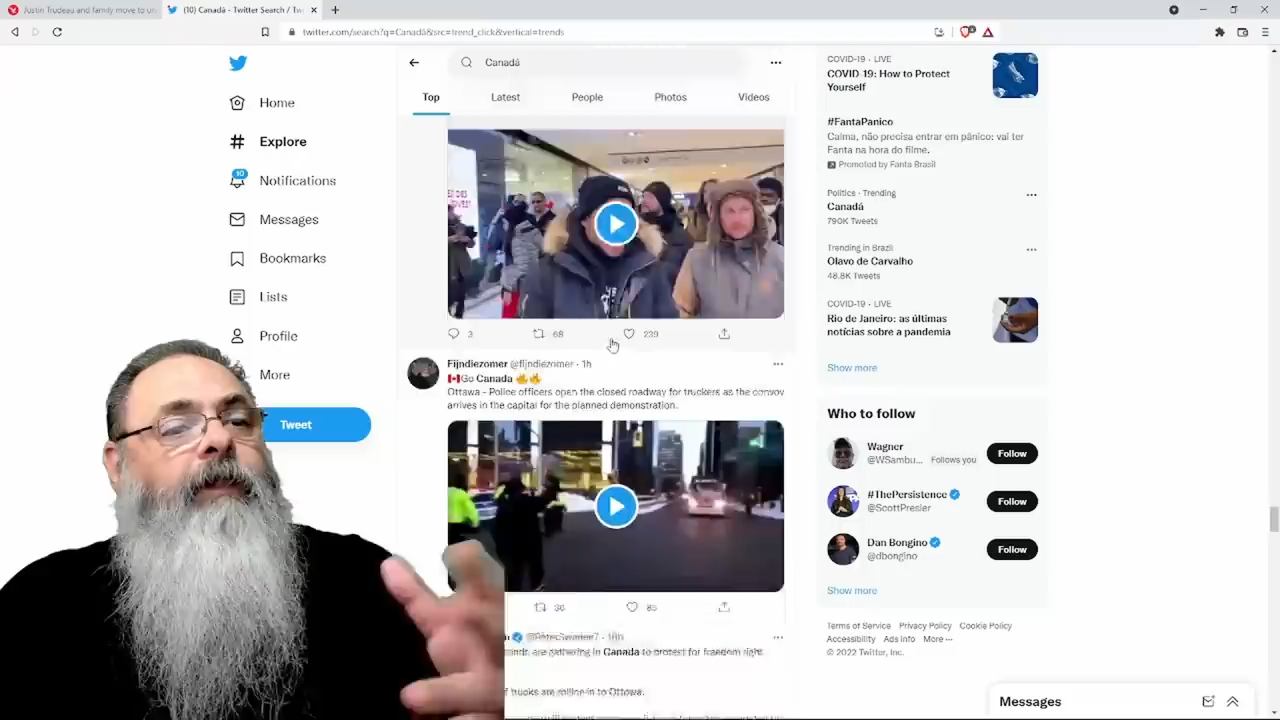 Justin Trudeau and family move to un
(10) Canadá - Twitter Search / Tw
twitter.com/search?q=Canadá&src=trend_click&vertical=trends
Home
Explore
10
Notifications
Messages
Bookmarks
Lists
Profile
More
Tweet
Canadá
Top
Latest
People
Photos
Videos
3
68
239
Fijndiezomer @fijndiezomer · 1h
Go Canada
Ottawa - Police officers open the closed roadway for truckers as the convoy
arrives in the capital for the planned demonstration.
36
85
are gathering in Canada to protest for freedom right
trucks are rolling in to Ottawa.
COVID-19 · LIVE
COVID-19: How to Protect
Yourself
#FantaPanico
Calma, não precisa entrar em pânico: vai ter
Fanta na hora do filme.
Promoted by Fanta Brasil
Politics · Trending
Canadá
790K Tweets
Trending in Brazil
Olavo de Carvalho
48.8K Tweets
COVID-19 · LIVE
Rio de Janeiro: as últimas
notícias sobre a pandemia
Show more
Who to follow
Wagner
@WSambu... Follows you
Follow
#ThePersistence
@ScottPresler
Follow
Dan Bongino
@dbongino
Follow
Show more
Terms of Service Privacy Policy Cookie Policy
Accessibility Ads info More ···
© 2022 Twitter, Inc.
Messages